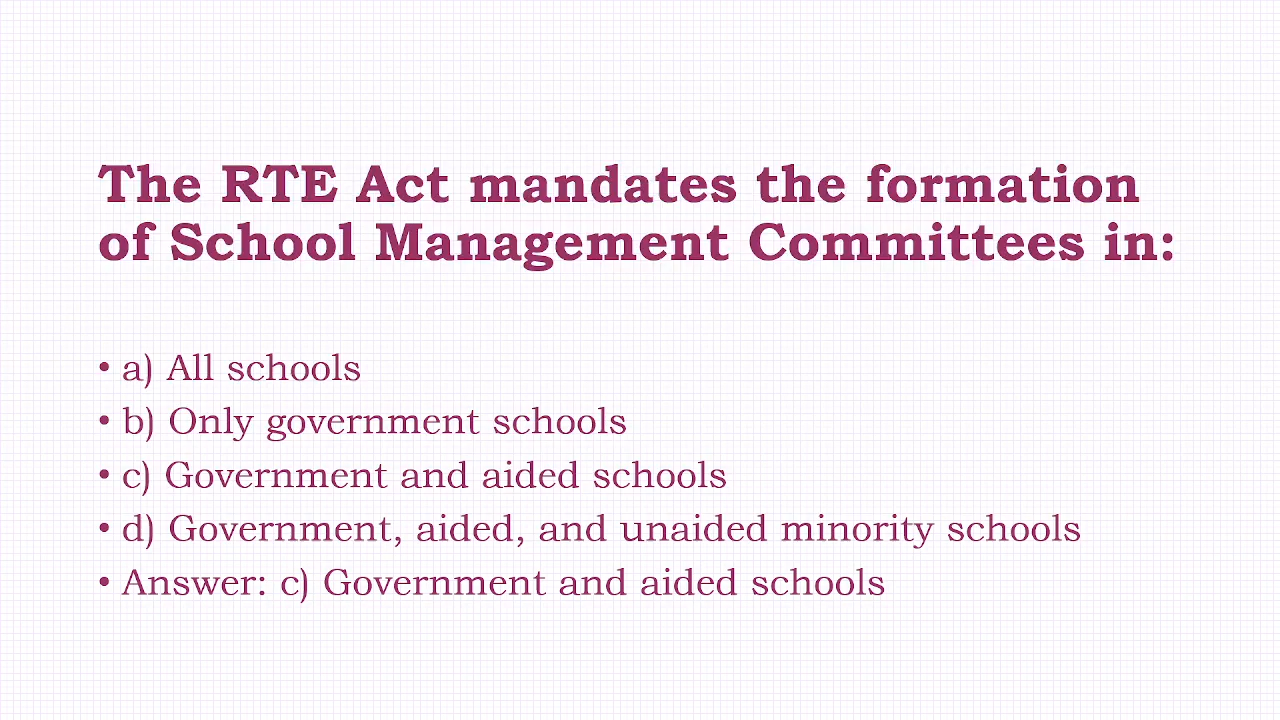 The RTE Act mandates the formation
of School Management Committees in:
• a) All schools
• b) Only government schools
• c) Government and aided schools
• d) Government, aided, and unaided minority schools
• Answer: c) Government and aided schools